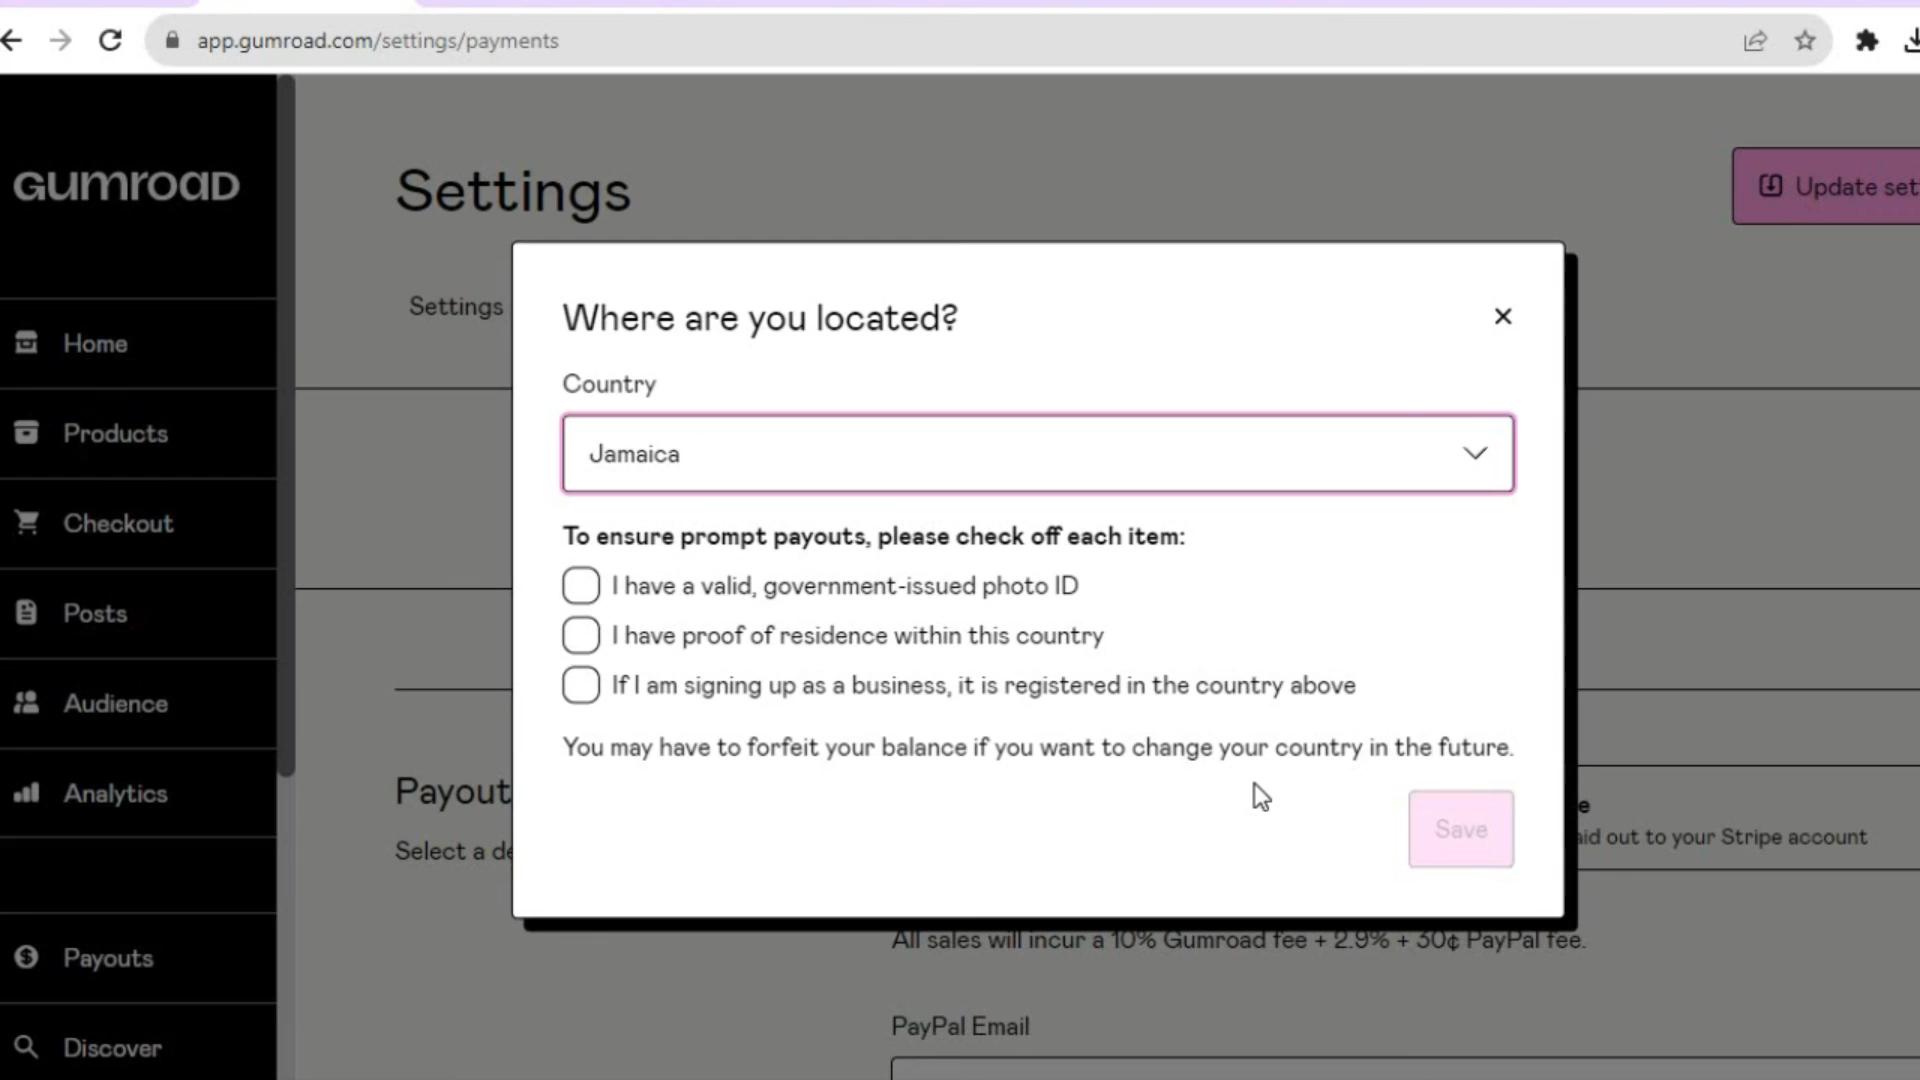 app.gumroad.com/settings/payments
GUMROAD
Home
Products
Checkout
Posts
Audience
Analytics
Payouts
Discover
Settings
Update
Settings
Where are you located?
Country
Jamaica
To ensure prompt payouts, please check off each item:
I have a valid, government-issued photo ID
I have proof of residence within this country
If I am signing up as a business, it is registered in the country above
You may have to forfeit your balance if you want to change your country in the future.
Save
Payout
Select a
out to your Stripe account
All sales will incur a 10% Gumroad fee + 2.9% + 30¢ PayPal fee.
PayPal Email